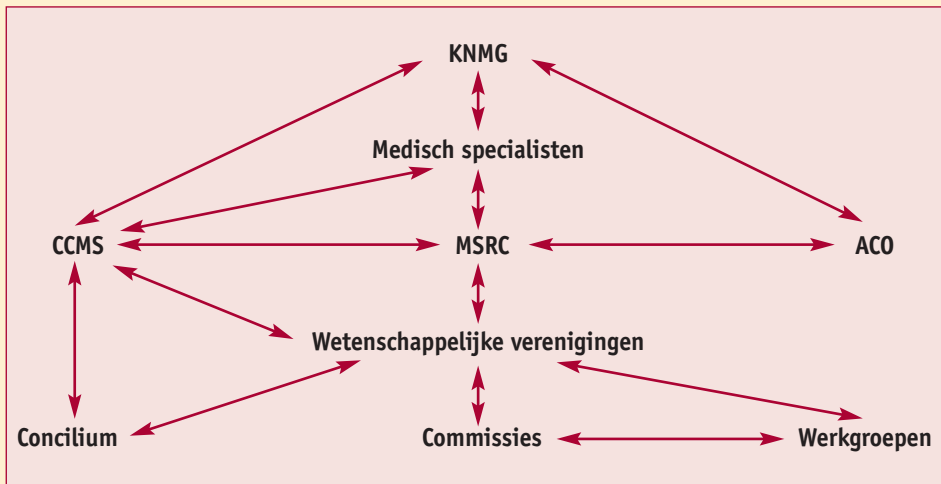 KNMG
Medisch specialisten
CCMS
MSRC
ACO
Wetenschappelijke verenigingen
Concilium
Commissies
Werkgroepen